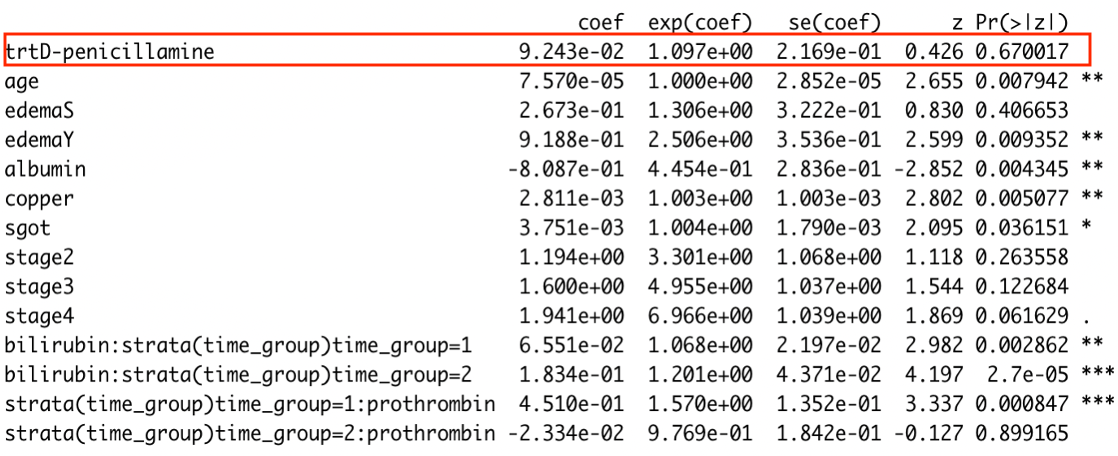 coef exp(coef) se(coef) z Pr(>|z|)
trtD-penicillamine 9.243e-02 1.097e+00 2.169e-01 0.426 0.670017
age 7.570e-05 1.000e+00 2.852e-05 2.655 0.007942 **
edemaS 2.673e-01 1.306e+00 3.222e-01 0.830 0.406653
edemaY 9.188e-01 2.506e+00 3.536e-01 2.599 0.009352 **
albumin -8.087e-01 4.454e-01 2.836e-01 -2.852 0.004345 **
copper 2.811e-03 1.003e+00 1.003e-03 2.802 0.005077 **
sgot 3.751e-03 1.004e+00 1.790e-03 2.095 0.036151 *
stage2 1.194e+00 3.301e+00 1.068e+00 1.118 0.263558
stage3 1.600e+00 4.955e+00 1.037e+00 1.544 0.122684
stage4 1.941e+00 6.966e+00 1.039e+00 1.869 0.061629 .
bilirubin:strata(time_group)time_group=1 6.551e-02 1.068e+00 2.197e-02 2.982 0.002862 **
bilirubin:strata(time_group)time_group=2 1.834e-01 1.201e+00 4.371e-02 4.197 2.7e-05 ***
strata(time_group)time_group=1:prothrombin 4.510e-01 1.570e+00 1.352e-01 3.337 0.000847 ***
strata(time_group)time_group=2:prothrombin -2.334e-02 9.769e-01 1.842e-01 -0.127 0.899165